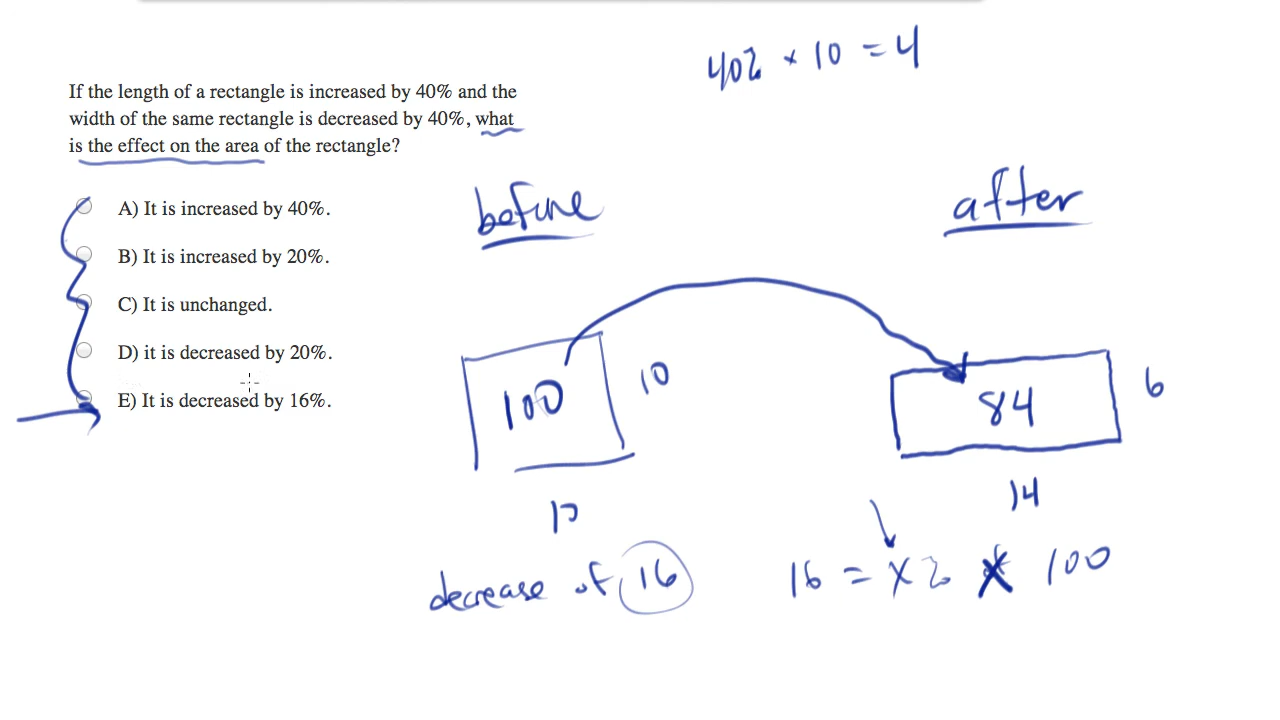 40% × 10 = 4
If the length of a rectangle is increased by 40% and the
width of the same rectangle is decreased by 40%, what
is the effect on the area of the rectangle?
A) It is increased by 40%.
B) It is increased by 20%.
C) It is unchanged.
D) it is decreased by 20%.
E) It is decreased by 16%.
before
after
100
10
84
6
10
14
decrease of 16
16 = x % * 100